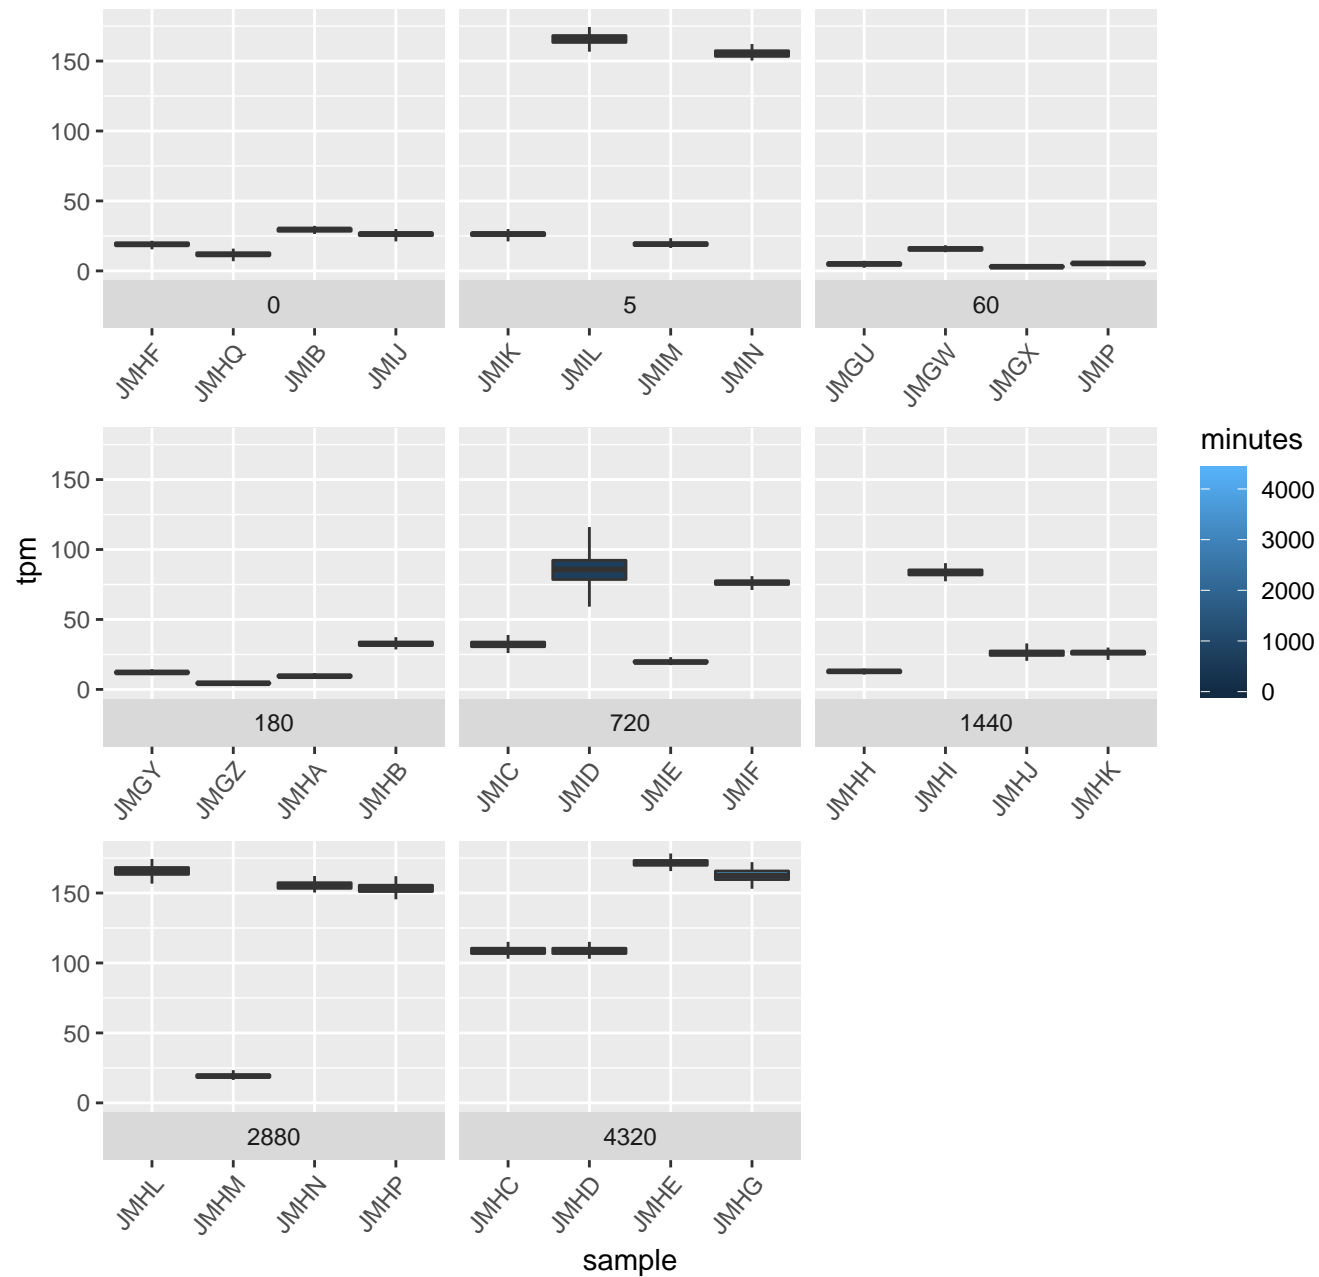 150
100
50
0
0 5 60
JMHF JMHQ JMIB JMIJ JMIK JMIL JMIM JMIN JMGU JMGW JMGX JMIP
tpm
150
100
50
0
180 720 1440
JMGY JMGZ JMHA JMHB JMIC JMID JMIE JMIF JMHH JMHI JMHJ JMHK
150
100
50
0
2880 4320
JMHL JMHM JMHN JMHP JMHC JMHD JMHE JMHG
sample
minutes
4000
3000
2000
1000
0